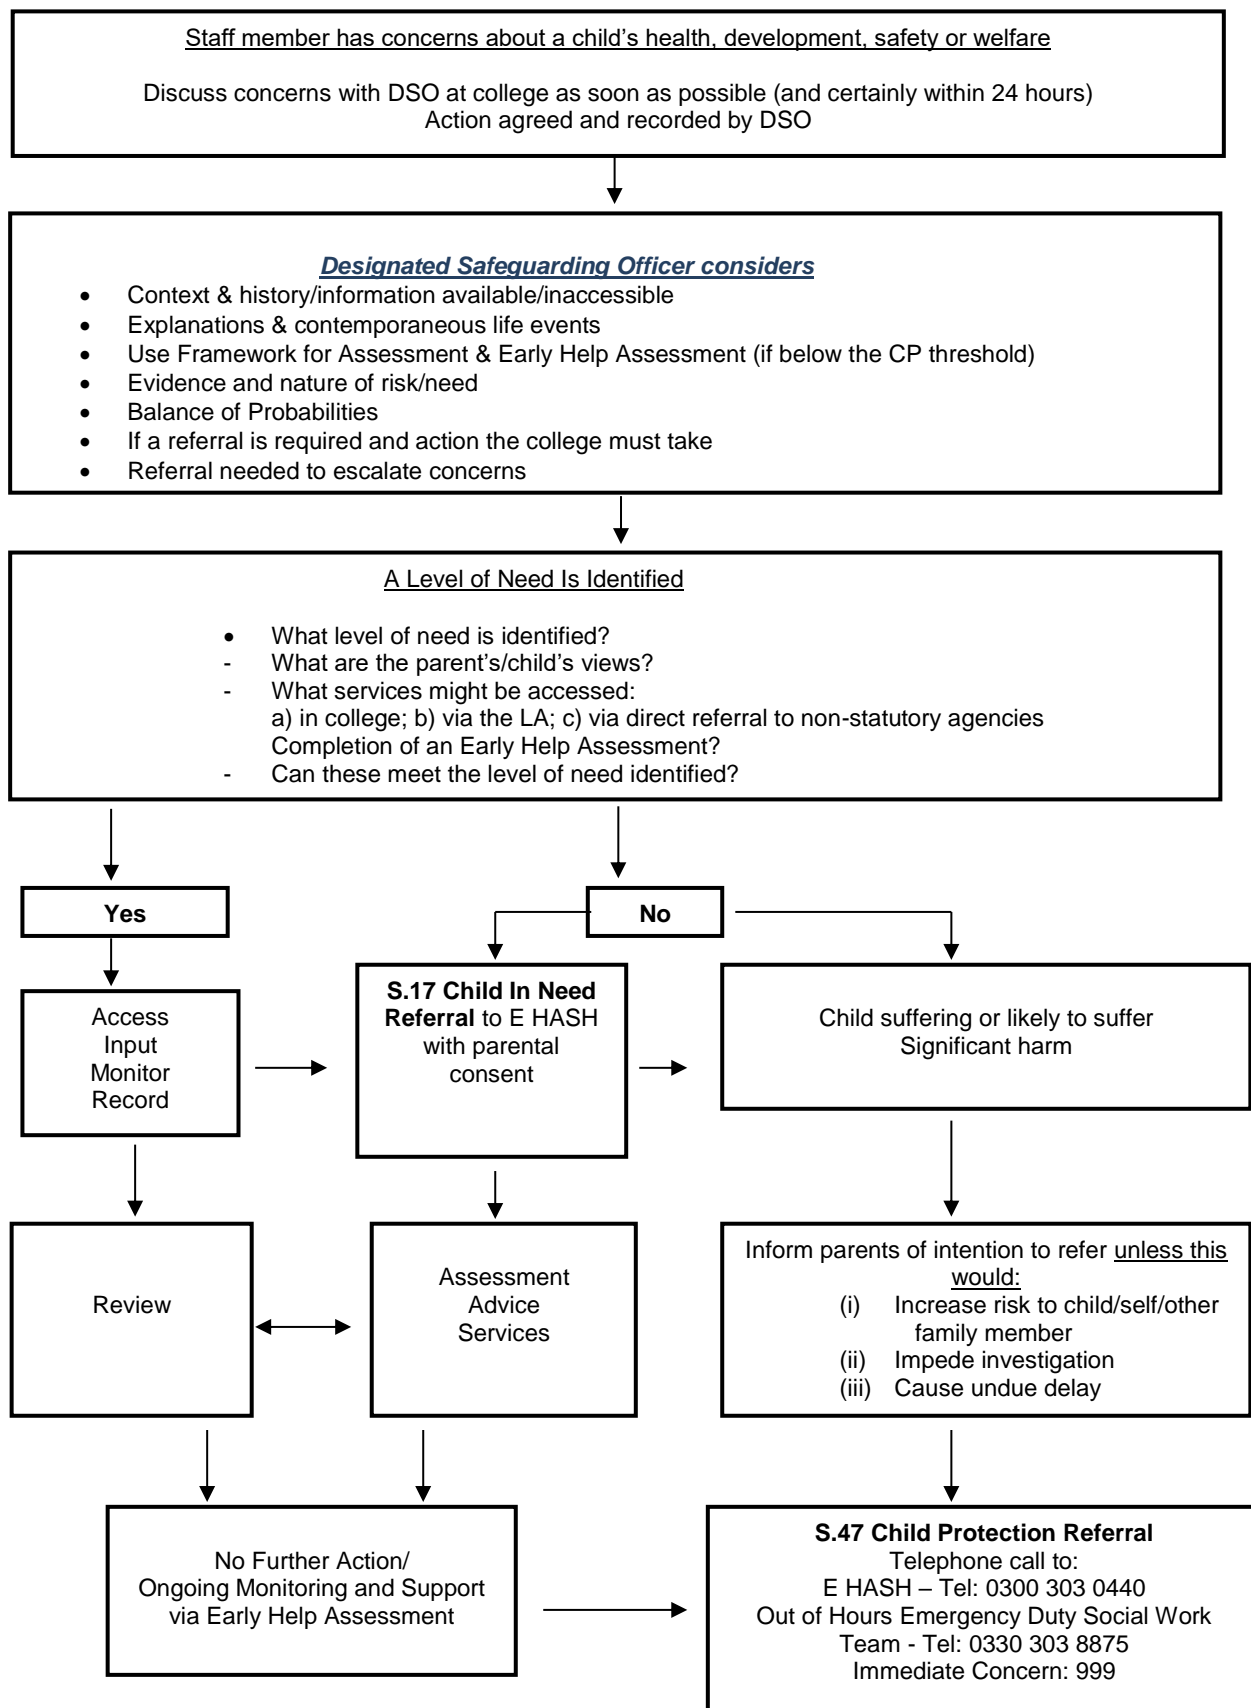 Staff member has concerns about a child's health, development, safety or welfare
Discuss concerns with DSO at college as soon as possible (and certainly within 24 hours)
Action agreed and recorded by DSO
Designated Safeguarding Officer considers
• Context & history/information available/inaccessible
• Explanations & contemporaneous life events
• Use Framework for Assessment & Early Help Assessment (if below the CP threshold)
• Evidence and nature of risk/need
• Balance of Probabilities
• If a referral is required and action the college must take
• Referral needed to escalate concerns
A Level of Need Is Identified
• What level of need is identified?
- What are the parent's/child's views?
- What services might be accessed:
a) in college; b) via the LA; c) via direct referral to non-statutory agencies
Completion of an Early Help Assessment?
- Can these meet the level of need identified?
Yes
No
Access
Input
Monitor
Record
S.17 Child In Need
Referral to E HASH
with parental
consent
Child suffering or likely to suffer
Significant harm
Review
Assessment
Advice
Services
Inform parents of intention to refer unless this
would:
(i) Increase risk to child/self/other
family member
(ii) Impede investigation
(iii) Cause undue delay
No Further Action/
Ongoing Monitoring and Support
via Early Help Assessment
S.47 Child Protection Referral
Telephone call to:
E HASH – Tel: 0300 303 0440
Out of Hours Emergency Duty Social Work
Team - Tel: 0330 303 8875
Immediate Concern: 999